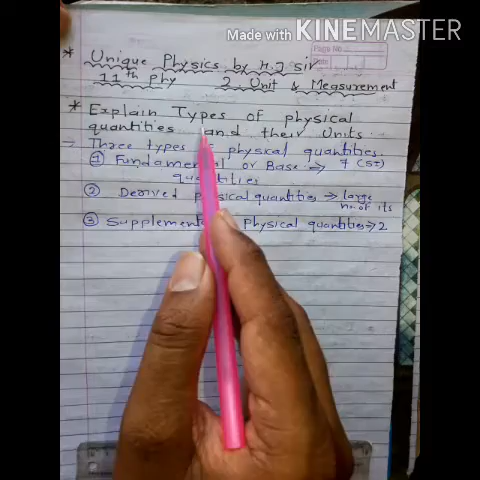 Made with KINEMASTER
Page No.
Date
* Unique Physics by H.J sir
11th phy 2. Unit & Measurement
* Explain Types of physical
quantities and their Units.
→ Three types physical quantities.
① Fundamental or Base ⇒ 7 (SI)
quantities
② Derived physical quantities → large
no. of its
③ Supplement physical quantities ⇒ 2